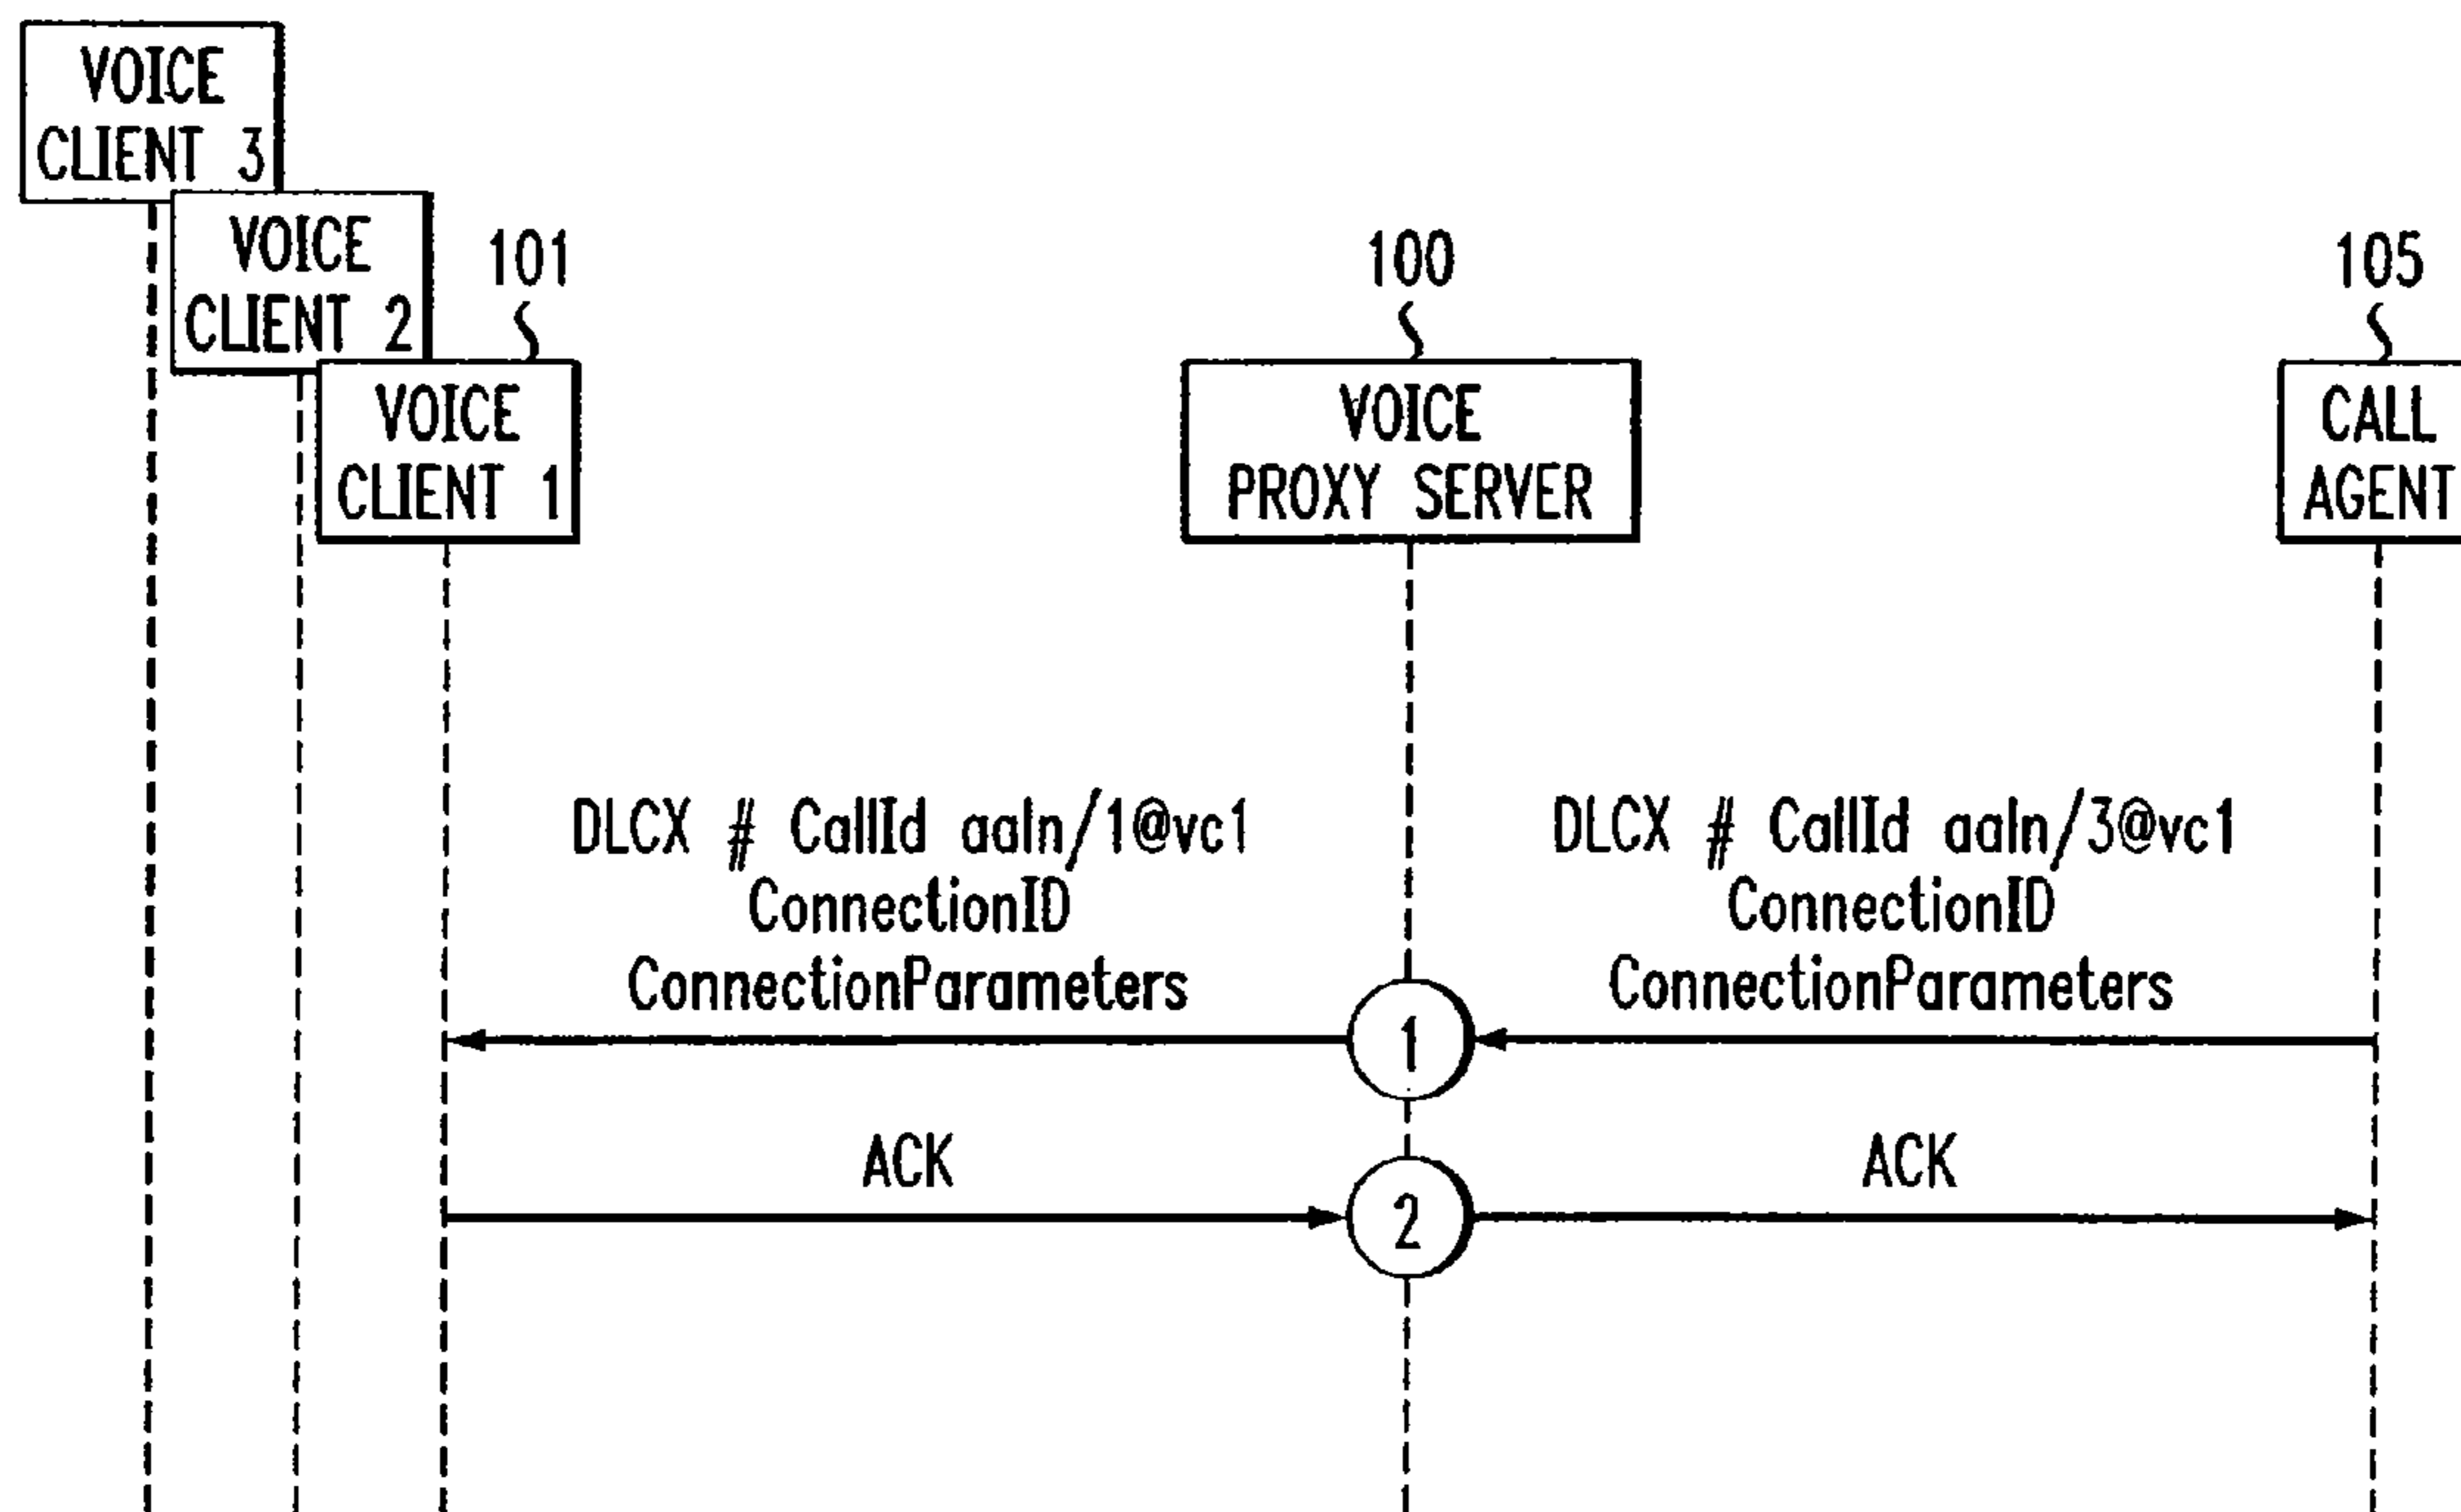 VOICE
CLIENT 3
VOICE
CLIENT 2
101
100
105
VOICE
CLIENT 1
VOICE
PROXY SERVER
CALL
AGENT
DLCX # CallId aaln/1@vc1
ConnectionID
ConnectionParameters
DLCX # CallId aaln/3@vc1
ConnectionID
ConnectionParameters
1
ACK
ACK
2